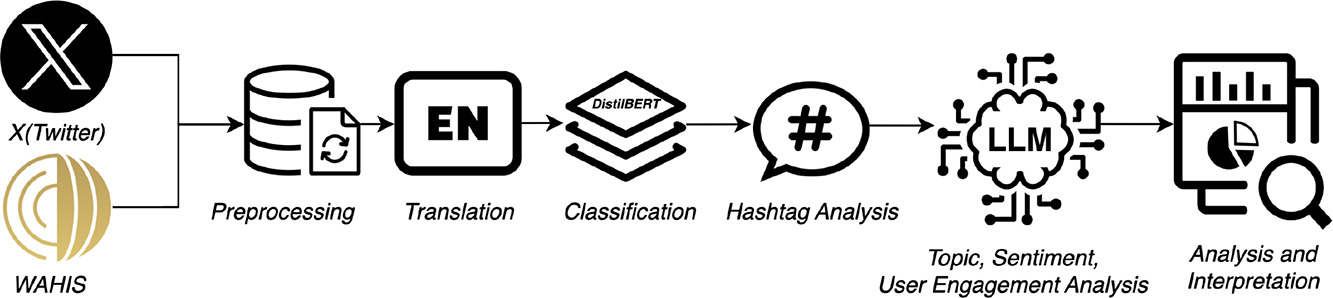 X(Twitter)
WAHIS
Preprocessing
EN
Translation
DistilBERT
Classification
#
Hashtag Analysis
LLM
Topic, Sentiment,
User Engagement Analysis
Analysis and
Interpretation